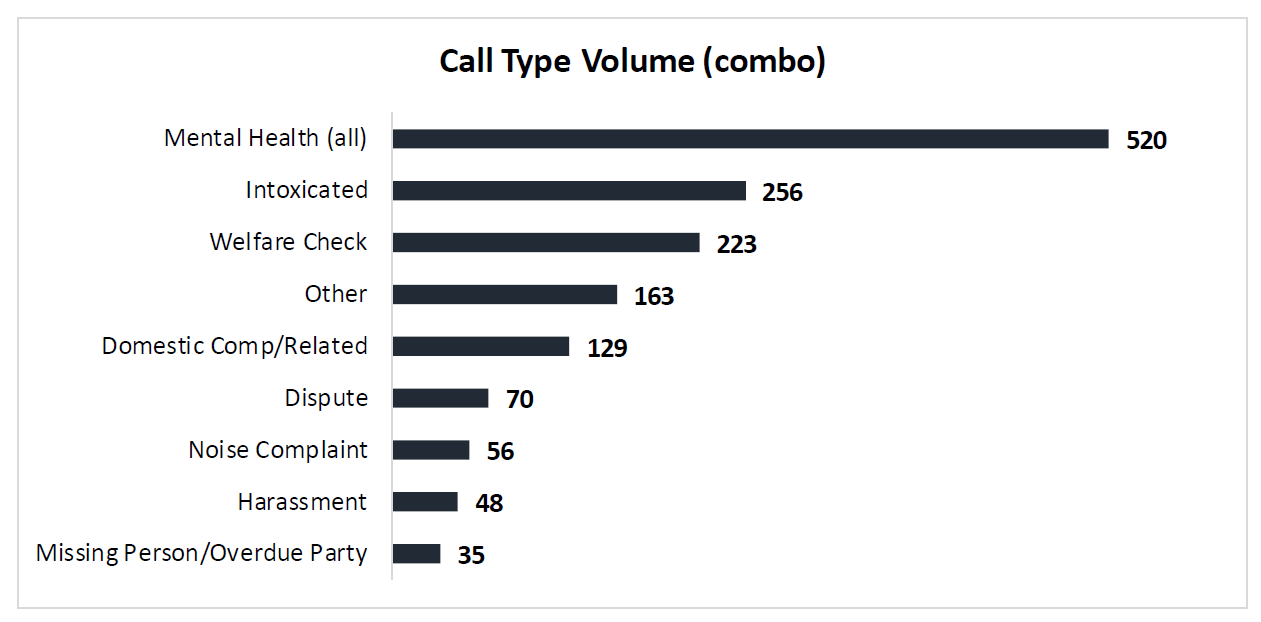 Call Type Volume (combo)
Mental Health (all) 520
Intoxicated 256
Welfare Check 223
Other 163
Domestic Comp/Related 129
Dispute 70
Noise Complaint 56
Harassment 48
Missing Person/Overdue Party 35